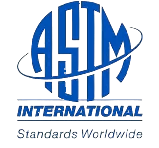 ASTM
INTERNATIONAL
Standards Worldwide